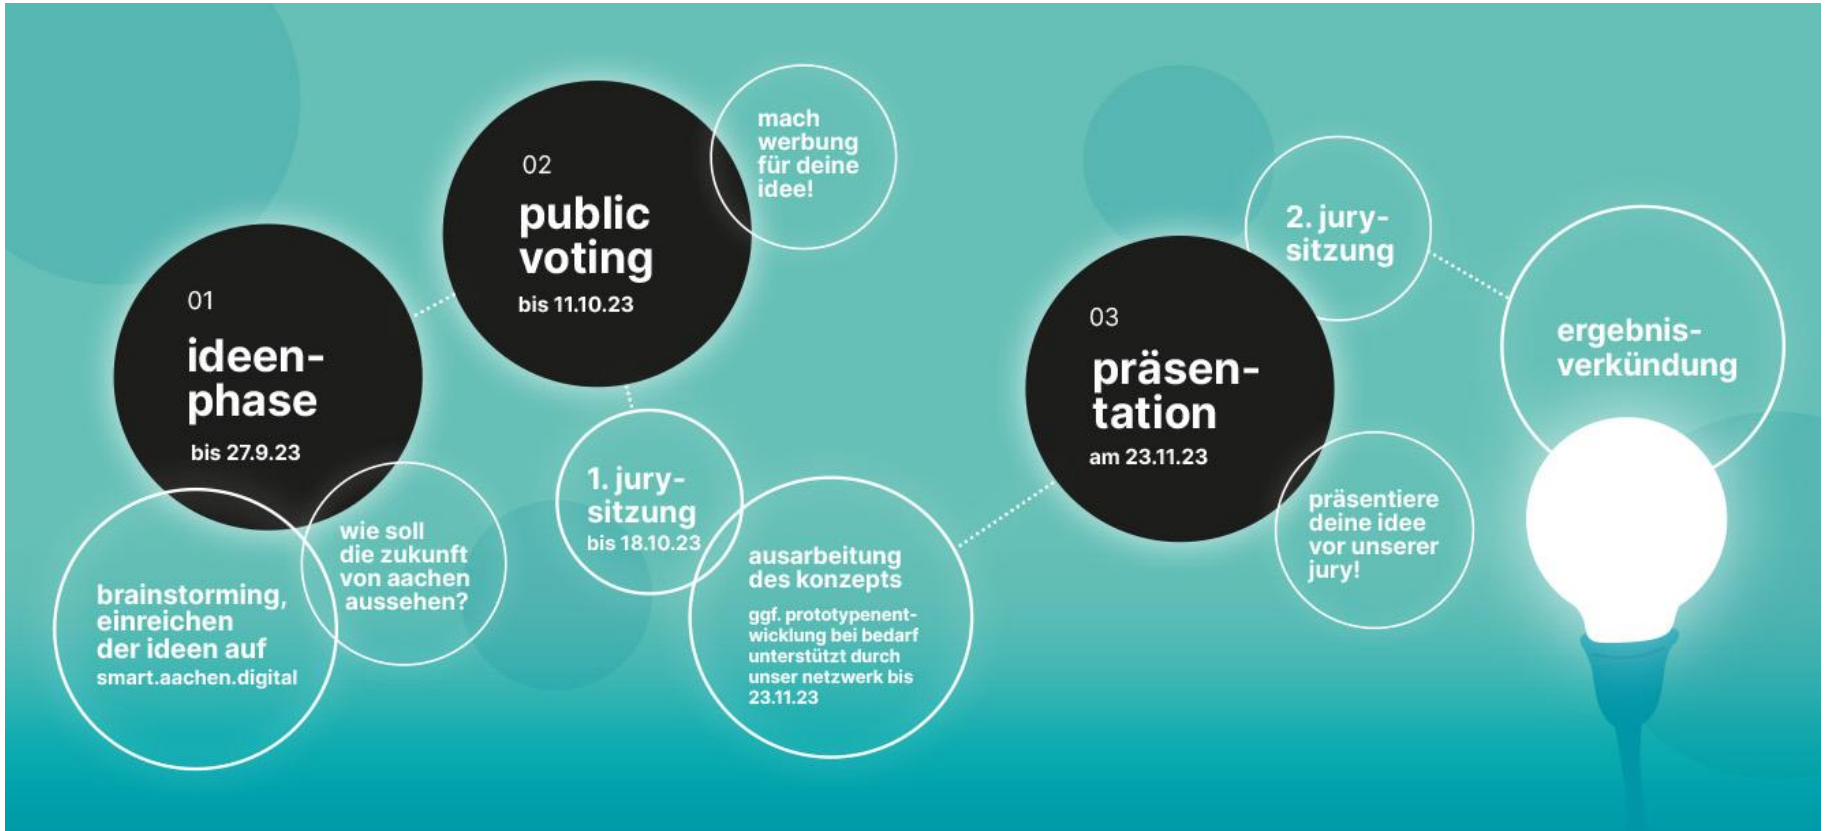 01
ideen-
phase
bis 27.9.23
brainstorming,
einreichen
der ideen auf
smart.aachen.digital
wie soll
die zukunft
von aachen
aussehen?
02
public
voting
bis 11.10.23
mach
werbung
für deine
idee!
1. jury-
sitzung
bis 18.10.23
ausarbeitung
des konzepts
ggf. prototypenent-
wicklung bei bedarf
unterstützt durch
unser netzwerk bis
23.11.23
03
präsen-
tation
am 23.11.23
präsentiere
deine idee
vor unserer
jury!
2. jury-
sitzung
ergebnis-
verkündung